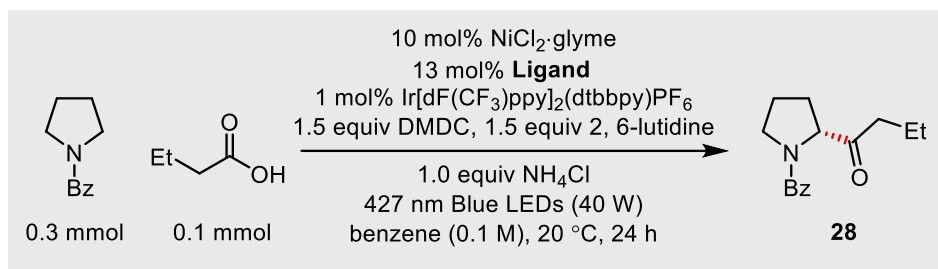 10 mol% NiCl2·glyme
13 mol% Ligand
1 mol% Ir[dF(CF3)ppy]2(dtbbpy)PF6
1.5 equiv DMDC, 1.5 equiv 2, 6-lutidine
1.0 equiv NH4Cl
427 nm Blue LEDs (40 W)
benzene (0.1 M), 20 °C, 24 h
N
Bz
0.3 mmol
Et
O
OH
0.1 mmol
N
Bz
O
Et
28